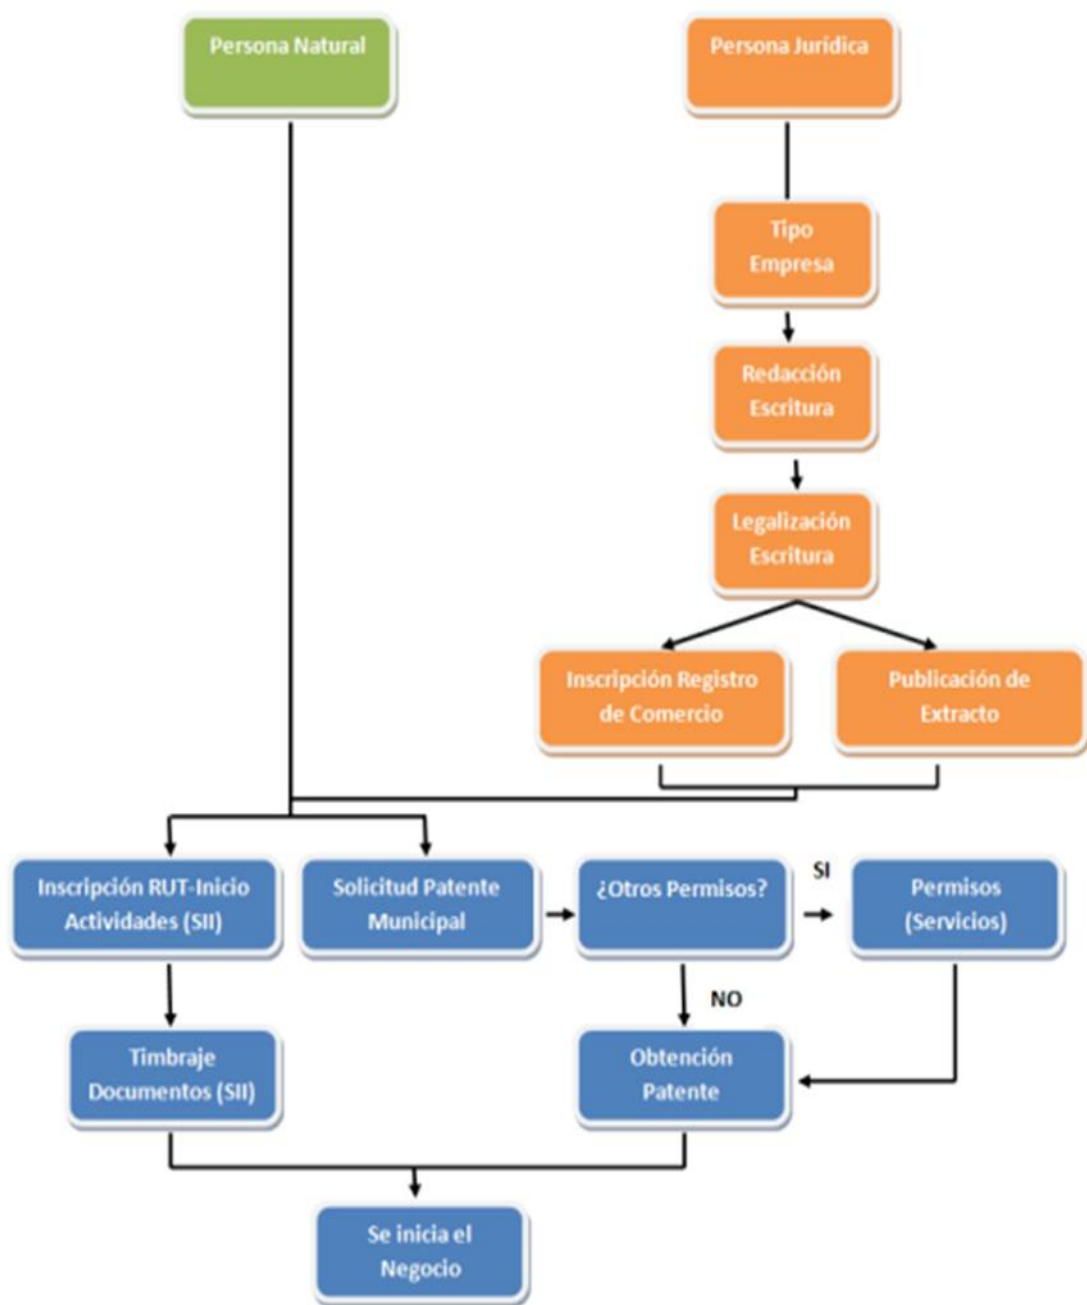 Persona Natural
Persona Jurídica
Tipo
Empresa
Redacción
Escritura
Legalización
Escritura
Inscripción Registro
de Comercio
Publicación de
Extracto
Inscripción RUT-Inicio
Actividades (SII)
Solicitud Patente
Municipal
¿Otros Permisos?
SI
Permisos
(Servicios)
NO
Timbraje
Documentos (SII)
Obtención
Patente
Se inicia el
Negocio